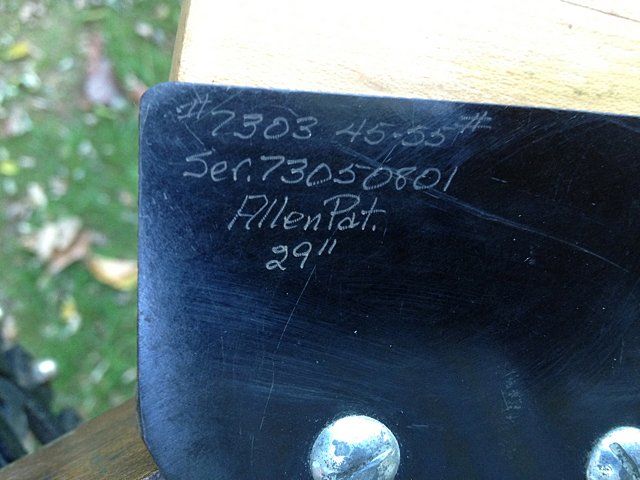 #7303 45-55#
Ser. 73050801
Allen Pat.
29"